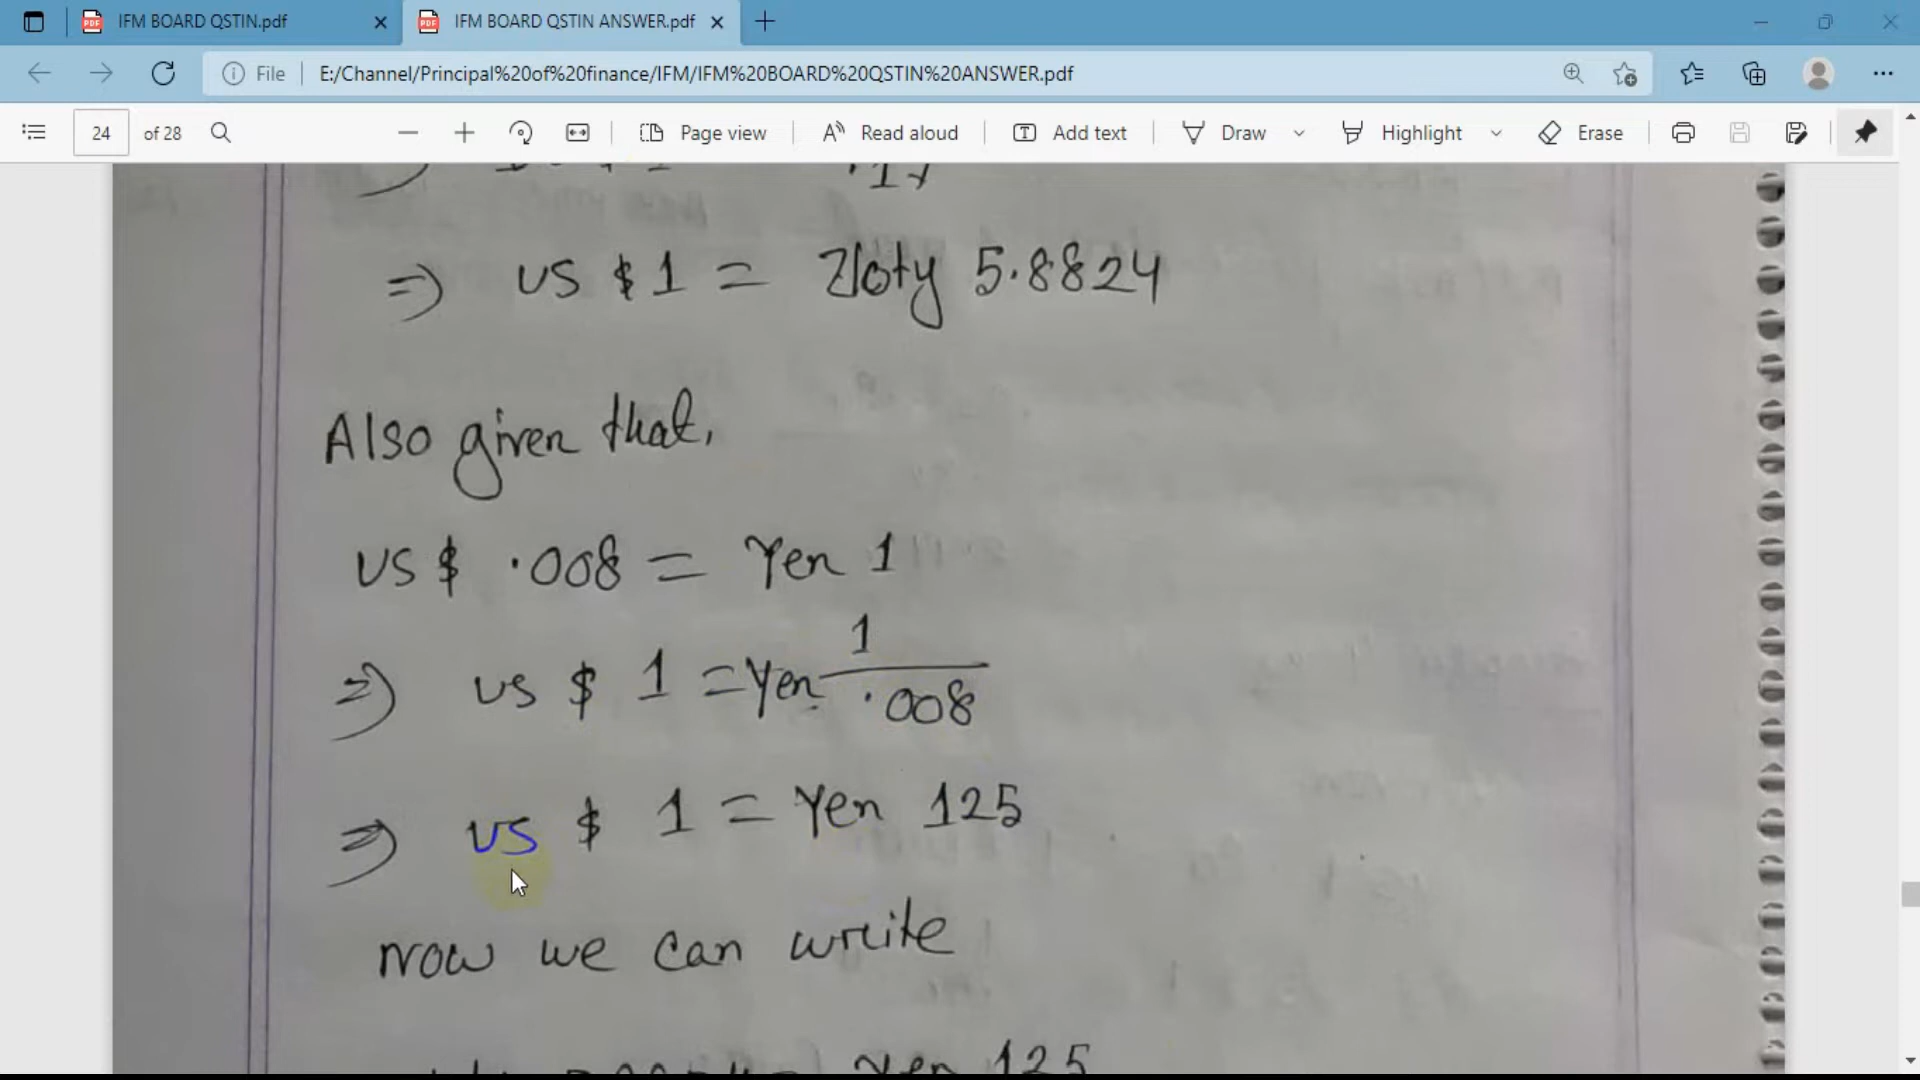 IFM BOARD QSTIN.pdf
IFM BOARD QSTIN ANSWER.pdf
File E:/Channel/Principal%20of%20finance/IFM/IFM%20BOARD%20QSTIN%20ANSWER.pdf
24 of 28 Page view Read aloud Add text Draw Highlight Erase
⇒ US $ 1 = Zloty 5.8824
Also given that,
US $ .008 = Yen 1
⇒ US $ 1 = Yen 1/.008
⇒ US $ 1 = Yen 125
now we can write
Yen 125